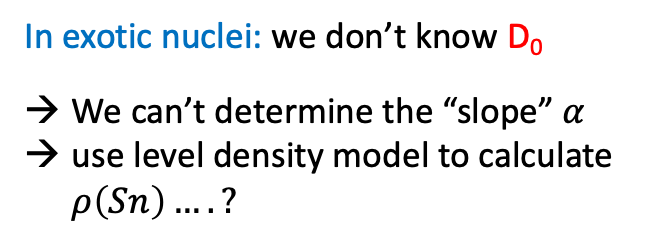 In exotic nuclei: we don’t know D₀
→ We can’t determine the “slope” α
→ use level density model to calculate
ρ(Sn) … . ?